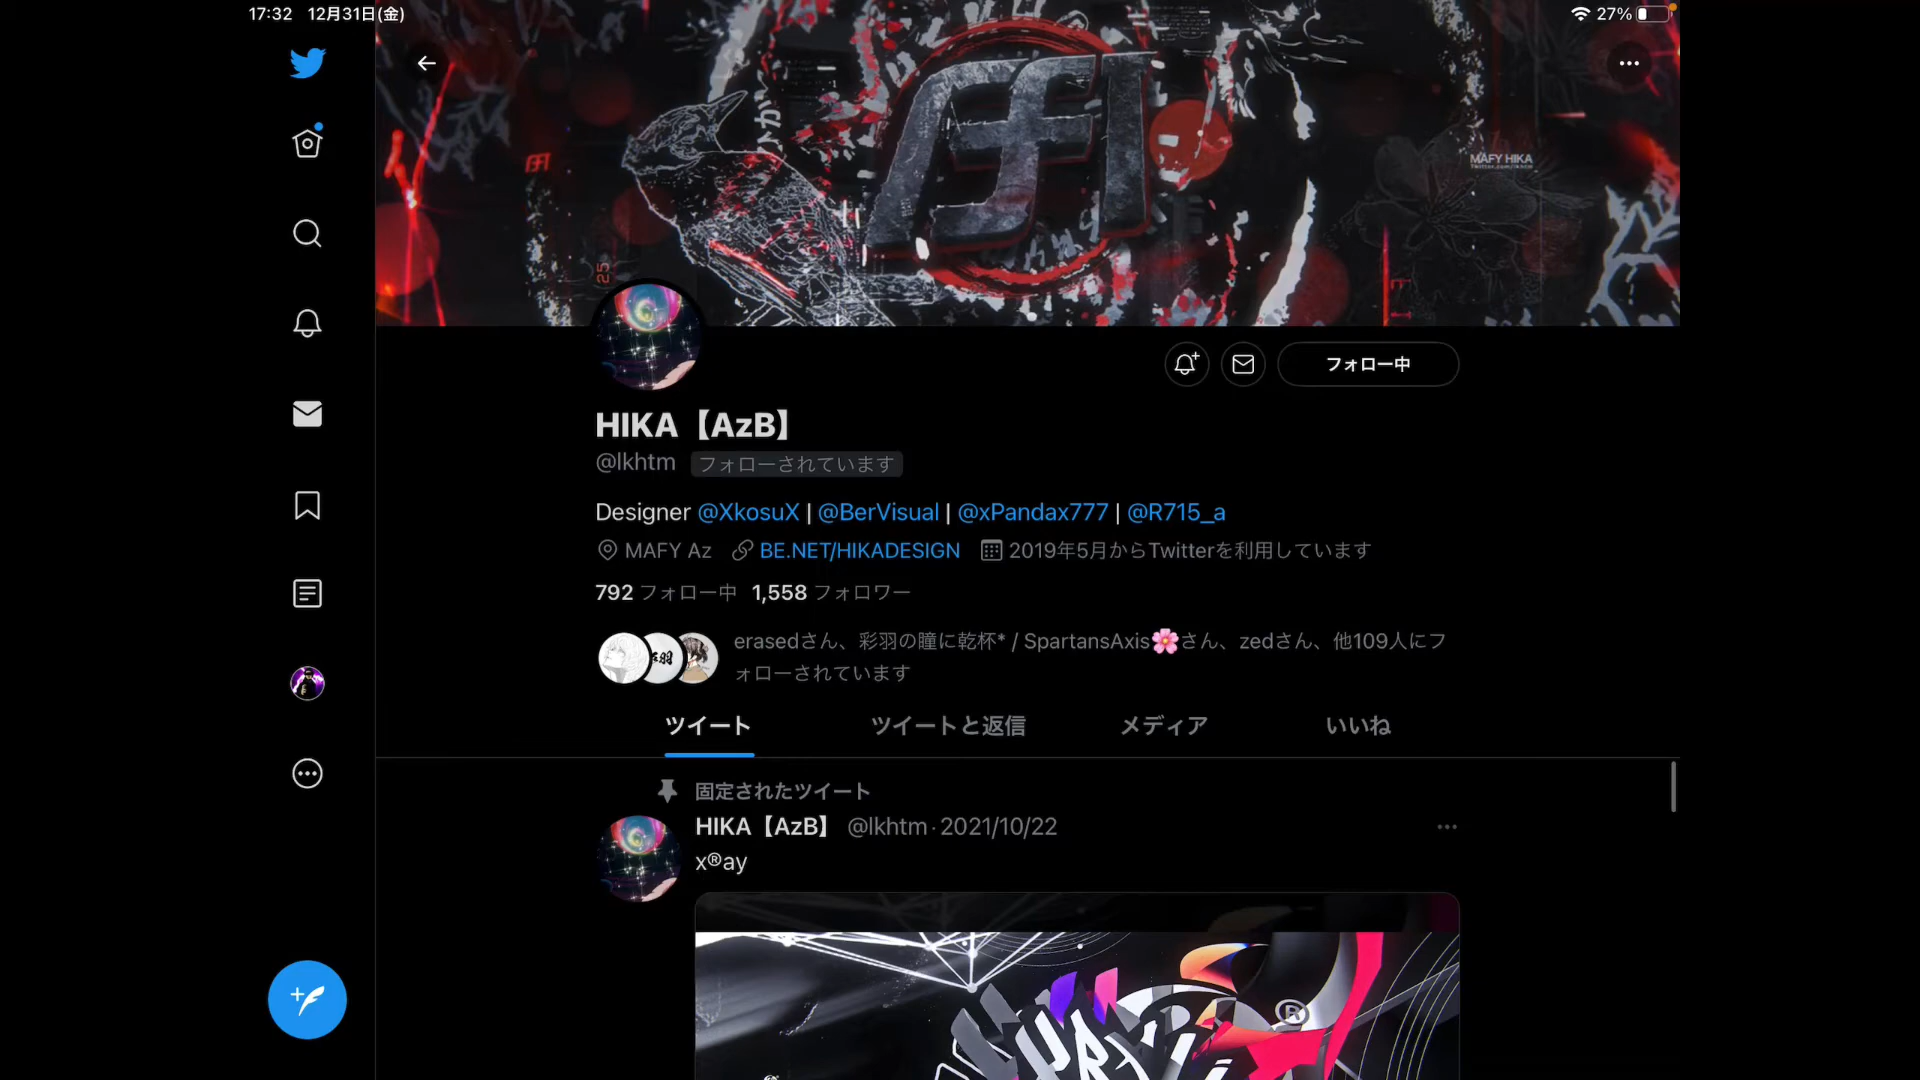 17:32 12月31日(金)
27%
ひか
MAFY HIKA
25
フォロー中
HIKA【AzB】
@lkhtm フォローされています
Designer @XkosuX | @BerVisual | @xPandax777 | @R715_a
MAFY Az BE.NET/HIKADESIGN 2019年5月からTwitterを利用しています
792 フォロー中 1,558 フォロワー
erasedさん、彩羽の瞳に乾杯* / SpartansAxis🌸さん、zedさん、他109人にフ
ォローされています
ツイート ツイートと返信 メディア いいね
固定されたツイート
HIKA【AzB】 @lkhtm · 2021/10/22
x®ay
®